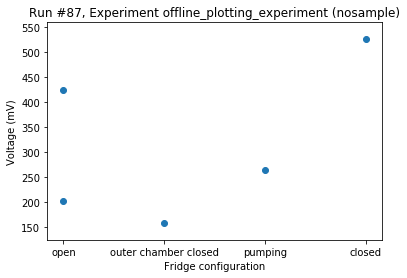 Run #87, Experiment offline_plotting_experiment (nosample)
Voltage (mV)
550
500
450
400
350
300
250
200
150
open
outer chamber closed
pumping
closed
Fridge configuration